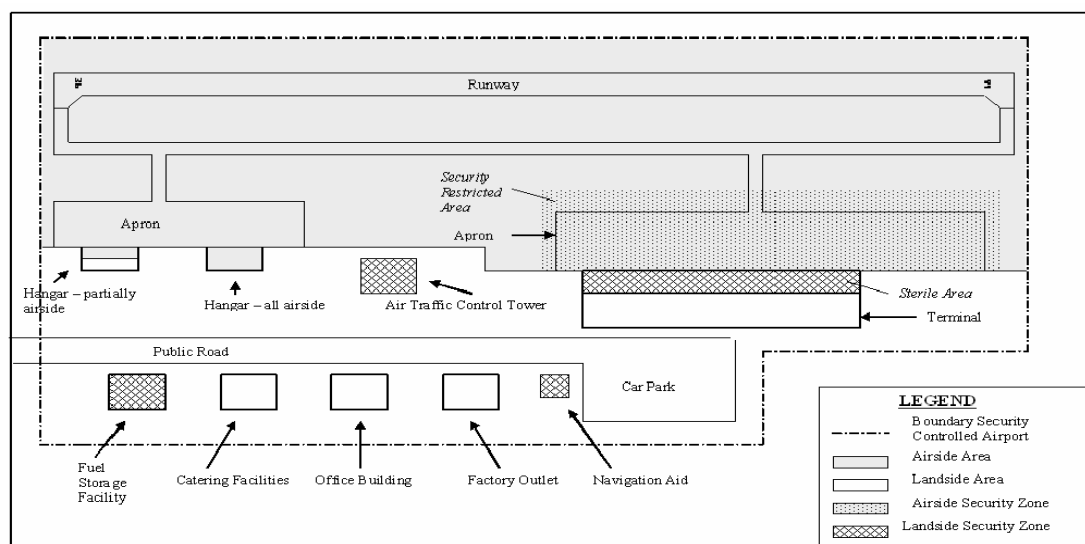 Runway
Security
Restricted
Area
Apron
Apron
Hangar – partially
airside
Hangar – all airside
Air Traffic Control Tower
Sterile Area
Terminal
Public Road
Car Park
Fuel
Storage
Facility
Catering Facilities
Office Building
Factory Outlet
Navigation Aid
LEGEND
Boundary Security
Controlled Airport
Airside Area
Landside Area
Airside Security Zone
Landside Security Zone